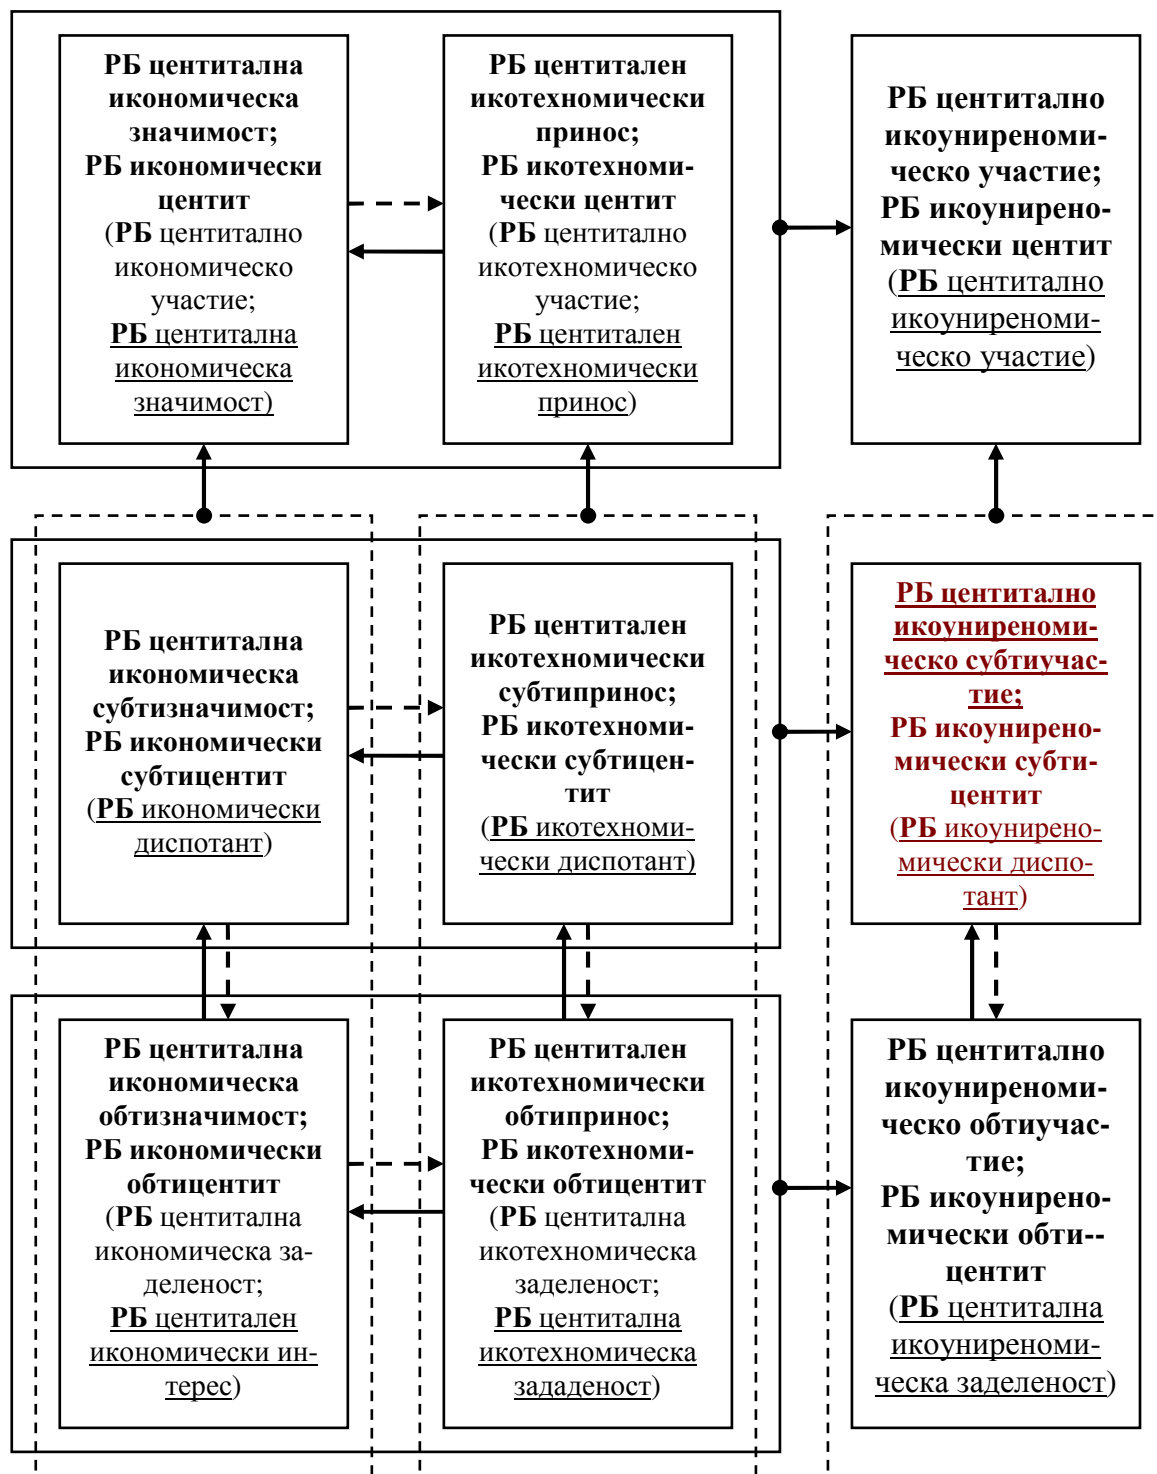 РБ центитална
икономическа
значимост;
РБ икономически
центит
(РБ центитално
икономическо
участие;
РБ центитална
икономическа
значимост)
РБ центитален
икотехномически
принос;
РБ икотехноми-
чески центит
(РБ центитално
икотехномическо
участие;
РБ центитален
икотехномически
принос)
РБ центитално
икоуниреноми-
ческо участие;
РБ икоунирено-
мически центит
(РБ центитално
икоуниреноми-
ческо участие)
РБ центитална
икономическа
субтизначимост;
РБ икономически
субтицентит
(РБ икономически
диспотант)
РБ центитален
икотехномически
субтипринос;
РБ икотехноми-
чески субтицен-
тит
(РБ икотехноми-
чески диспотант)
РБ центитално
икоуниреноми-
ческо субтиучас-
тие;
РБ икоунирено-
мически субти-
центит
(РБ икоунирено-
мически диспо-
тант)
РБ центитална
икономическа
обтизначимост;
РБ икономически
обтицентит
(РБ центитална
икономическа за-
деленост;
РБ центитален
икономически ин-
терес)
РБ центитален
икотехномически
обтипринос;
РБ икотехноми-
чески обтицентит
(РБ центитална
икотехномическа
заделеност;
РБ центитална
икотехномическа
зададеност)
РБ центитално
икоуниреноми-
ческо обтиучас-
тие;
РБ икоунирено-
мически обти--
центит
(РБ центитална
икоуниреноми-
ческа заделеност)